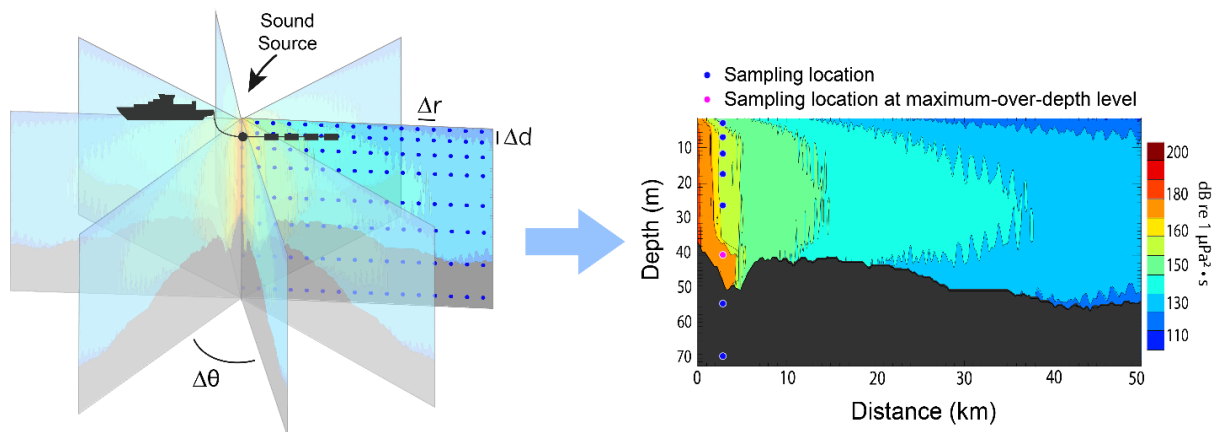 Sound
Source
Δr
Δd
Δθ
Sampling location
Sampling location at maximum-over-depth level
Depth (m)
10
20
30
40
50
60
70
0
10
20
30
40
50
Distance (km)
200
180
160
150
130
110
dB re 1 µPa²•s